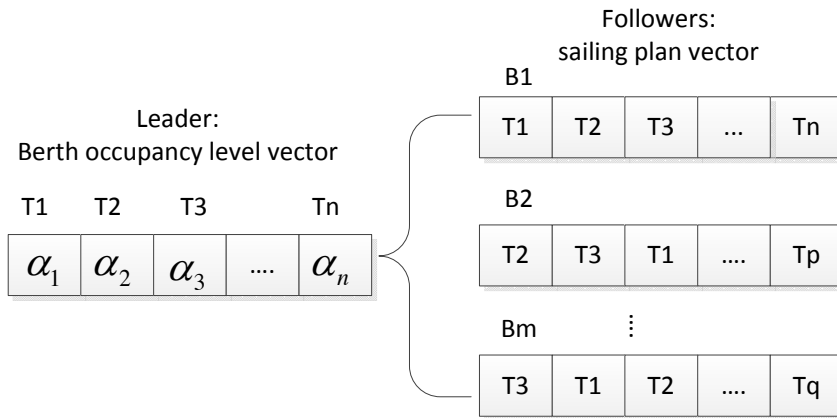 Followers:
sailing plan vector
B1
T1 T2 T3 ... Tn
Leader:
Berth occupancy level vector
T1 T2 T3 Tn
α₁ α₂ α₃ .... αₙ
B2
T2 T3 T1 .... Tp
Bm ⋮
T3 T1 T2 .... Tq